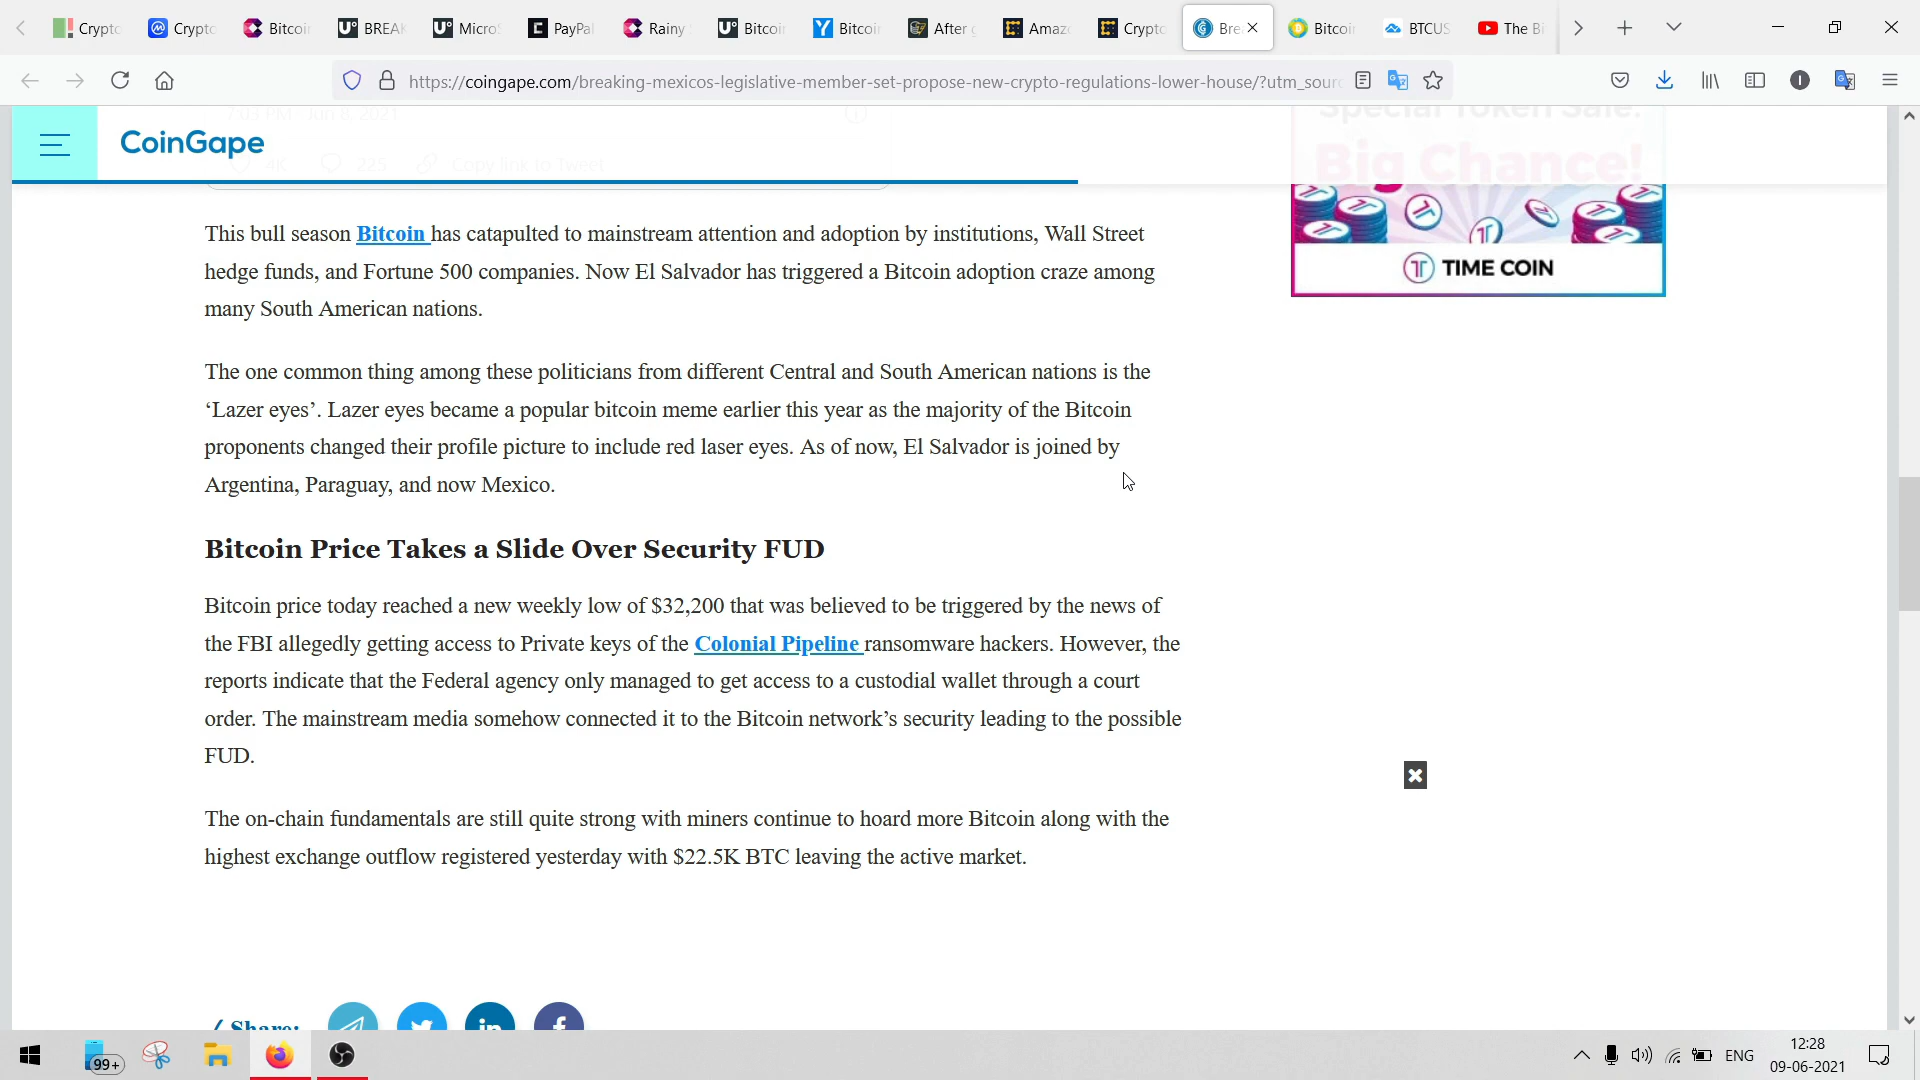 Crypto
Crypto
Bitcoin
BREAK
Micro
PayPal
Rainy
Bitcoin
Bitcoin
After
Amazo
Crypto
Bre
Bitcoin
BTCUS
The Bi
https://coingape.com/breaking-mexicos-legislative-member-set-propose-new-crypto-regulations-lower-house/?utm_sour
7:03 PM · Jun 8, 2021
CoinGape
4K 225 Copy link to Tweet
Special Token Sale:
Big Chance!
TIME COIN
This bull season Bitcoin has catapulted to mainstream attention and adoption by institutions, Wall Street
hedge funds, and Fortune 500 companies. Now El Salvador has triggered a Bitcoin adoption craze among
many South American nations.
The one common thing among these politicians from different Central and South American nations is the
‘Lazer eyes’. Lazer eyes became a popular bitcoin meme earlier this year as the majority of the Bitcoin
proponents changed their profile picture to include red laser eyes. As of now, El Salvador is joined by
Argentina, Paraguay, and now Mexico.
Bitcoin Price Takes a Slide Over Security FUD
Bitcoin price today reached a new weekly low of $32,200 that was believed to be triggered by the news of
the FBI allegedly getting access to Private keys of the Colonial Pipeline ransomware hackers. However, the
reports indicate that the Federal agency only managed to get access to a custodial wallet through a court
order. The mainstream media somehow connected it to the Bitcoin network’s security leading to the possible
FUD.
The on-chain fundamentals are still quite strong with miners continue to hoard more Bitcoin along with the
highest exchange outflow registered yesterday with $22.5K BTC leaving the active market.
Share:
99+
ENG
12:28
09-06-2021